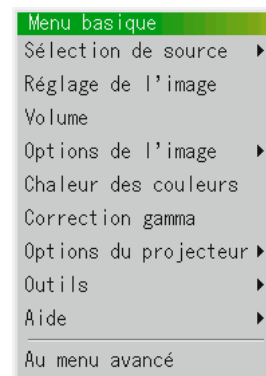 Menu basique
Sélection de source
Réglage de l'image
Volume
Options de l'image
Chaleur des couleurs
Correction gamma
Options du projecteur
Outils
Aide
Au menu avancé